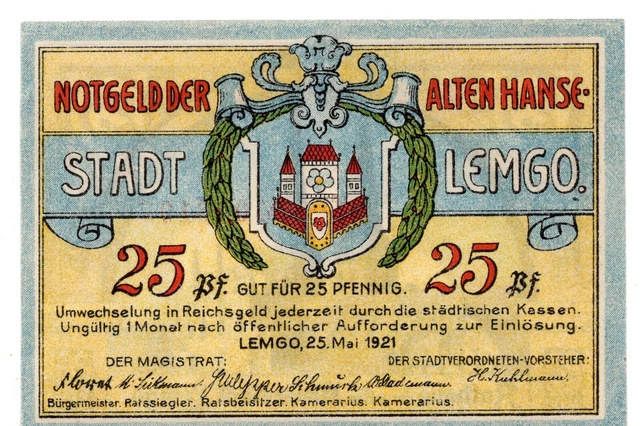 NOTGELD DER ALTEN HANSE-
STADT LEMGO.
25 Pf. GUT FÜR 25 PFENNIG. 25 Pf.
Umwechselung in Reichsgeld jederzeit durch die städtischen Kassen.
Ungültig 1 Monat nach öffentlicher Aufforderung zur Einlösung.
LEMGO, 25. Mai 1921
DER MAGISTRAT: DER STADTVERORDNETEN-VORSTEHER:
H. Kuhlmann.
Bürgermeister. Ratssiegler. Ratsbeisitzer. Kamerarius. Kamerarius.